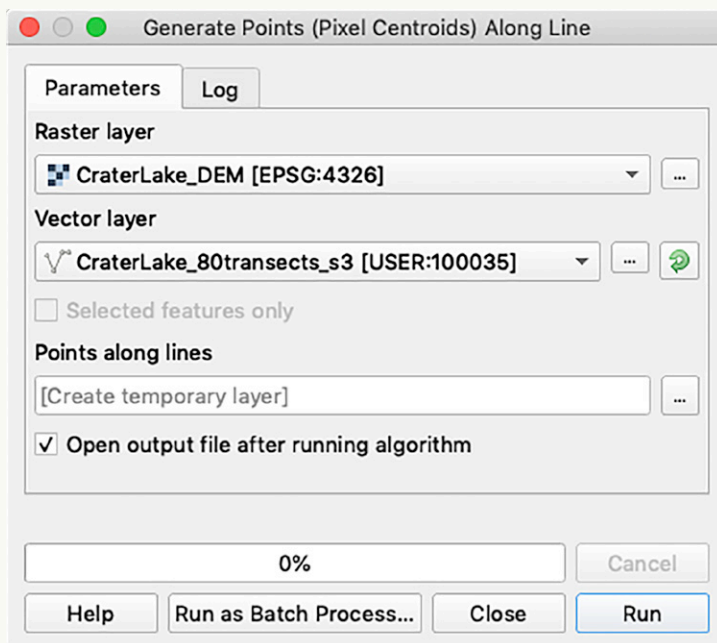 Generate Points (Pixel Centroids) Along Line
Parameters
Log
Raster layer
CraterLake_DEM [EPSG:4326]
...
Vector layer
CraterLake_80transects_s3 [USER:100035]
...
Selected features only
Points along lines
[Create temporary layer]
...
Open output file after running algorithm
0%
Cancel
Help
Run as Batch Process...
Close
Run